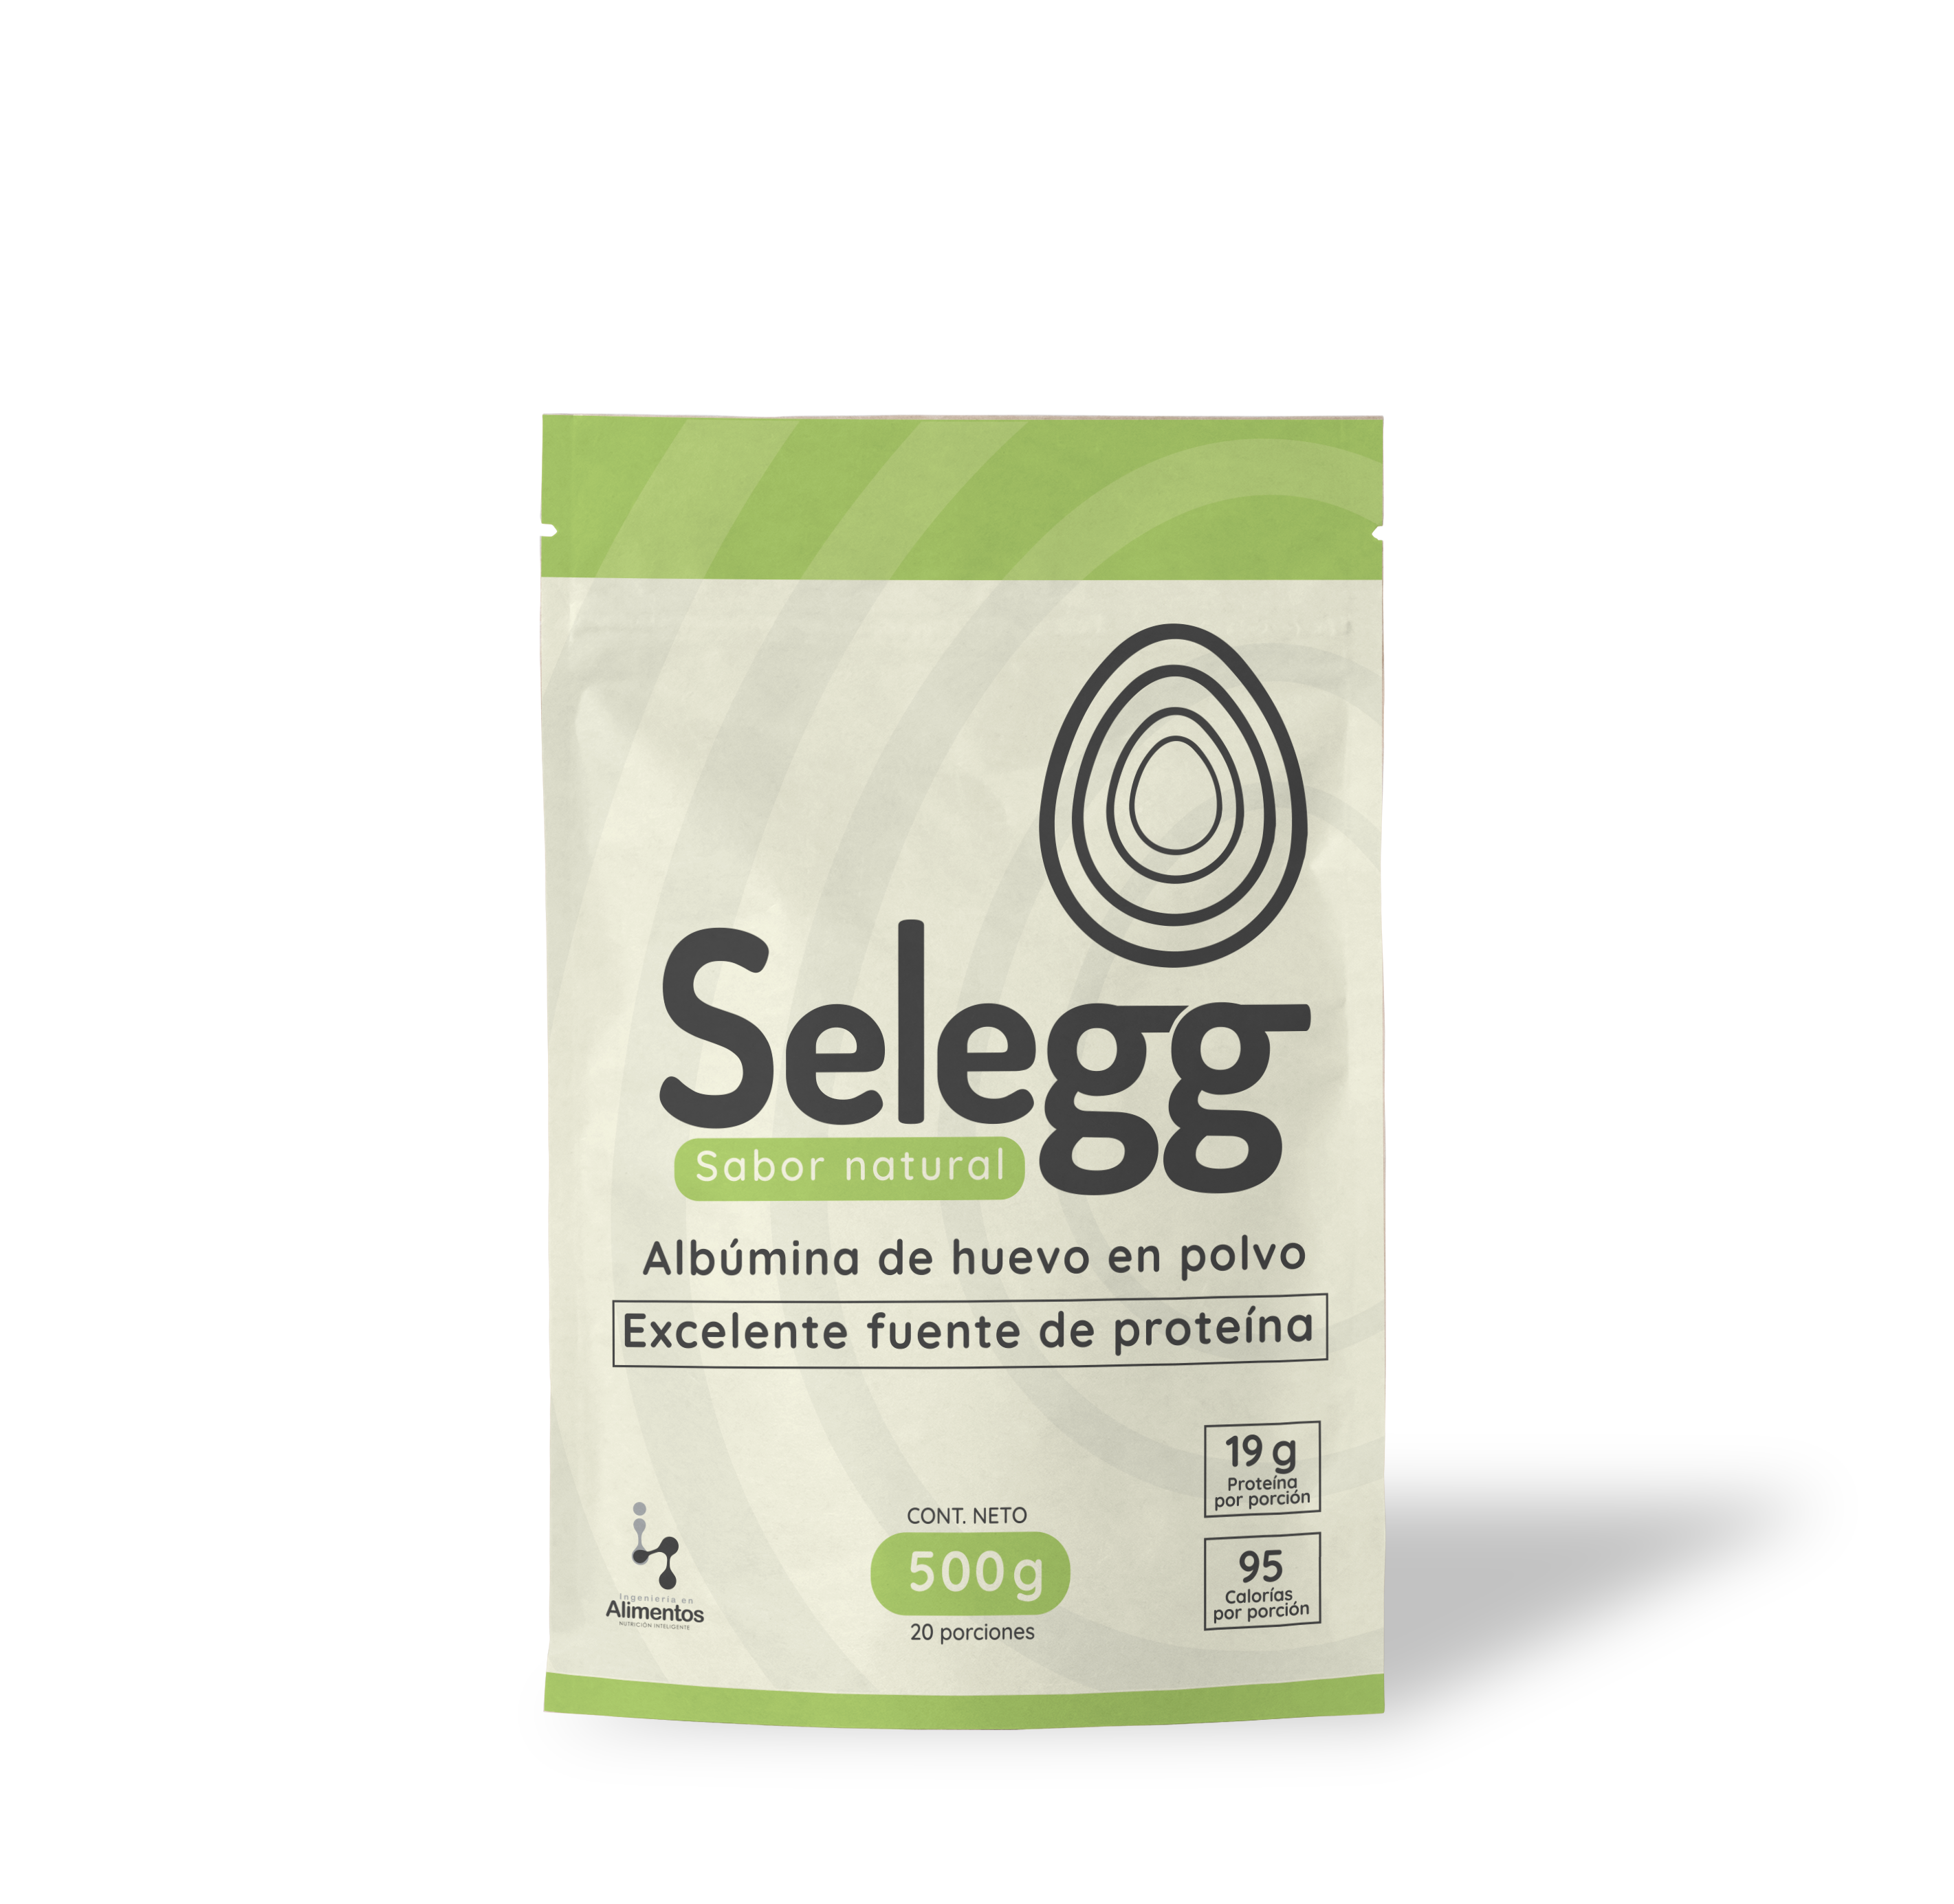 Selegg
Sabor natural
Albúmina de huevo en polvo
Excelente fuente de proteína
19 g
Proteína
por porción
95
Calorías
por porción
CONT. NETO
500g
20 porciones
Ingeniería en
Alimentos
NUTRICIÓN INTELIGENTE